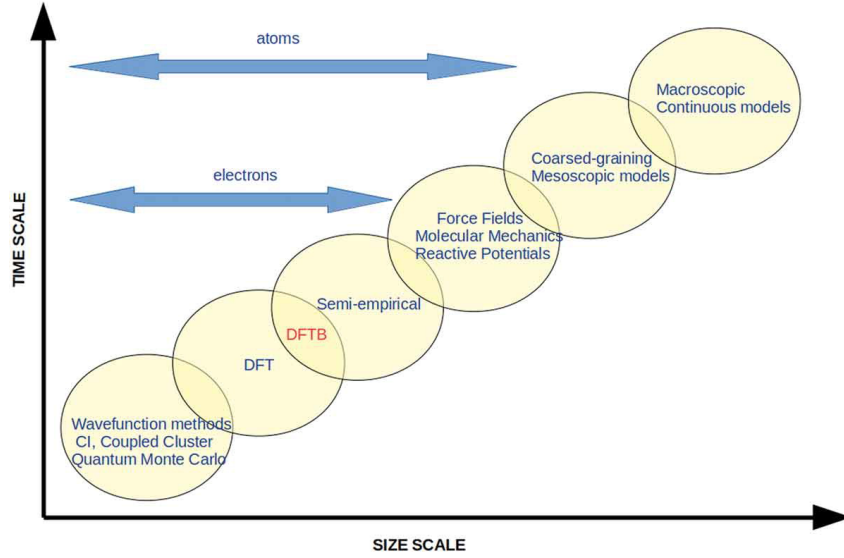 atoms
Macroscopic
Continuous models
Coarsed-graining
Mesoscopic models
electrons
Force Fields
Molecular Mechanics
Reactive Potentials
TIME SCALE
Semi-empirical
DFTB
DFT
Wavefunction methods
CI, Coupled Cluster
Quantum Monte Carlo
SIZE SCALE